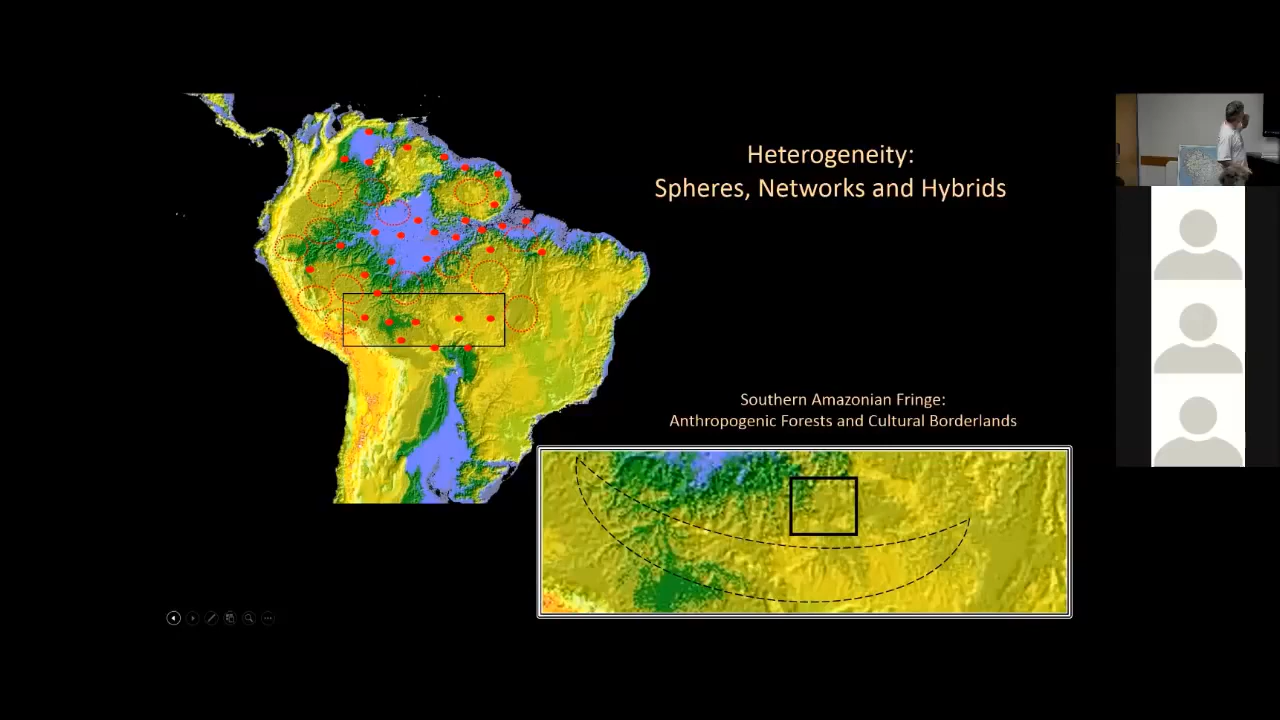 Heterogeneity:
Spheres, Networks and Hybrids
Southern Amazonian Fringe:
Anthropogenic Forests and Cultural Borderlands